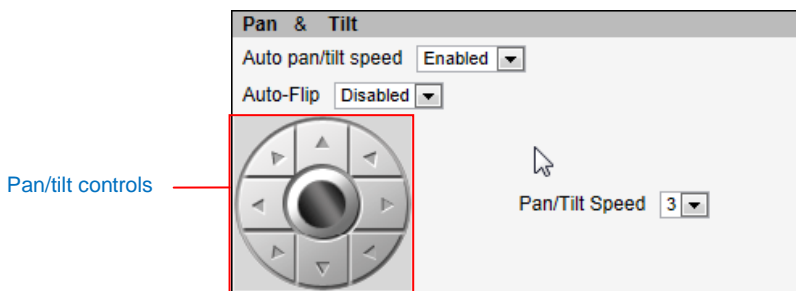 Pan & Tilt
Auto pan/tilt speed Enabled
Auto-Flip Disabled
Pan/tilt controls
Pan/Tilt Speed 3